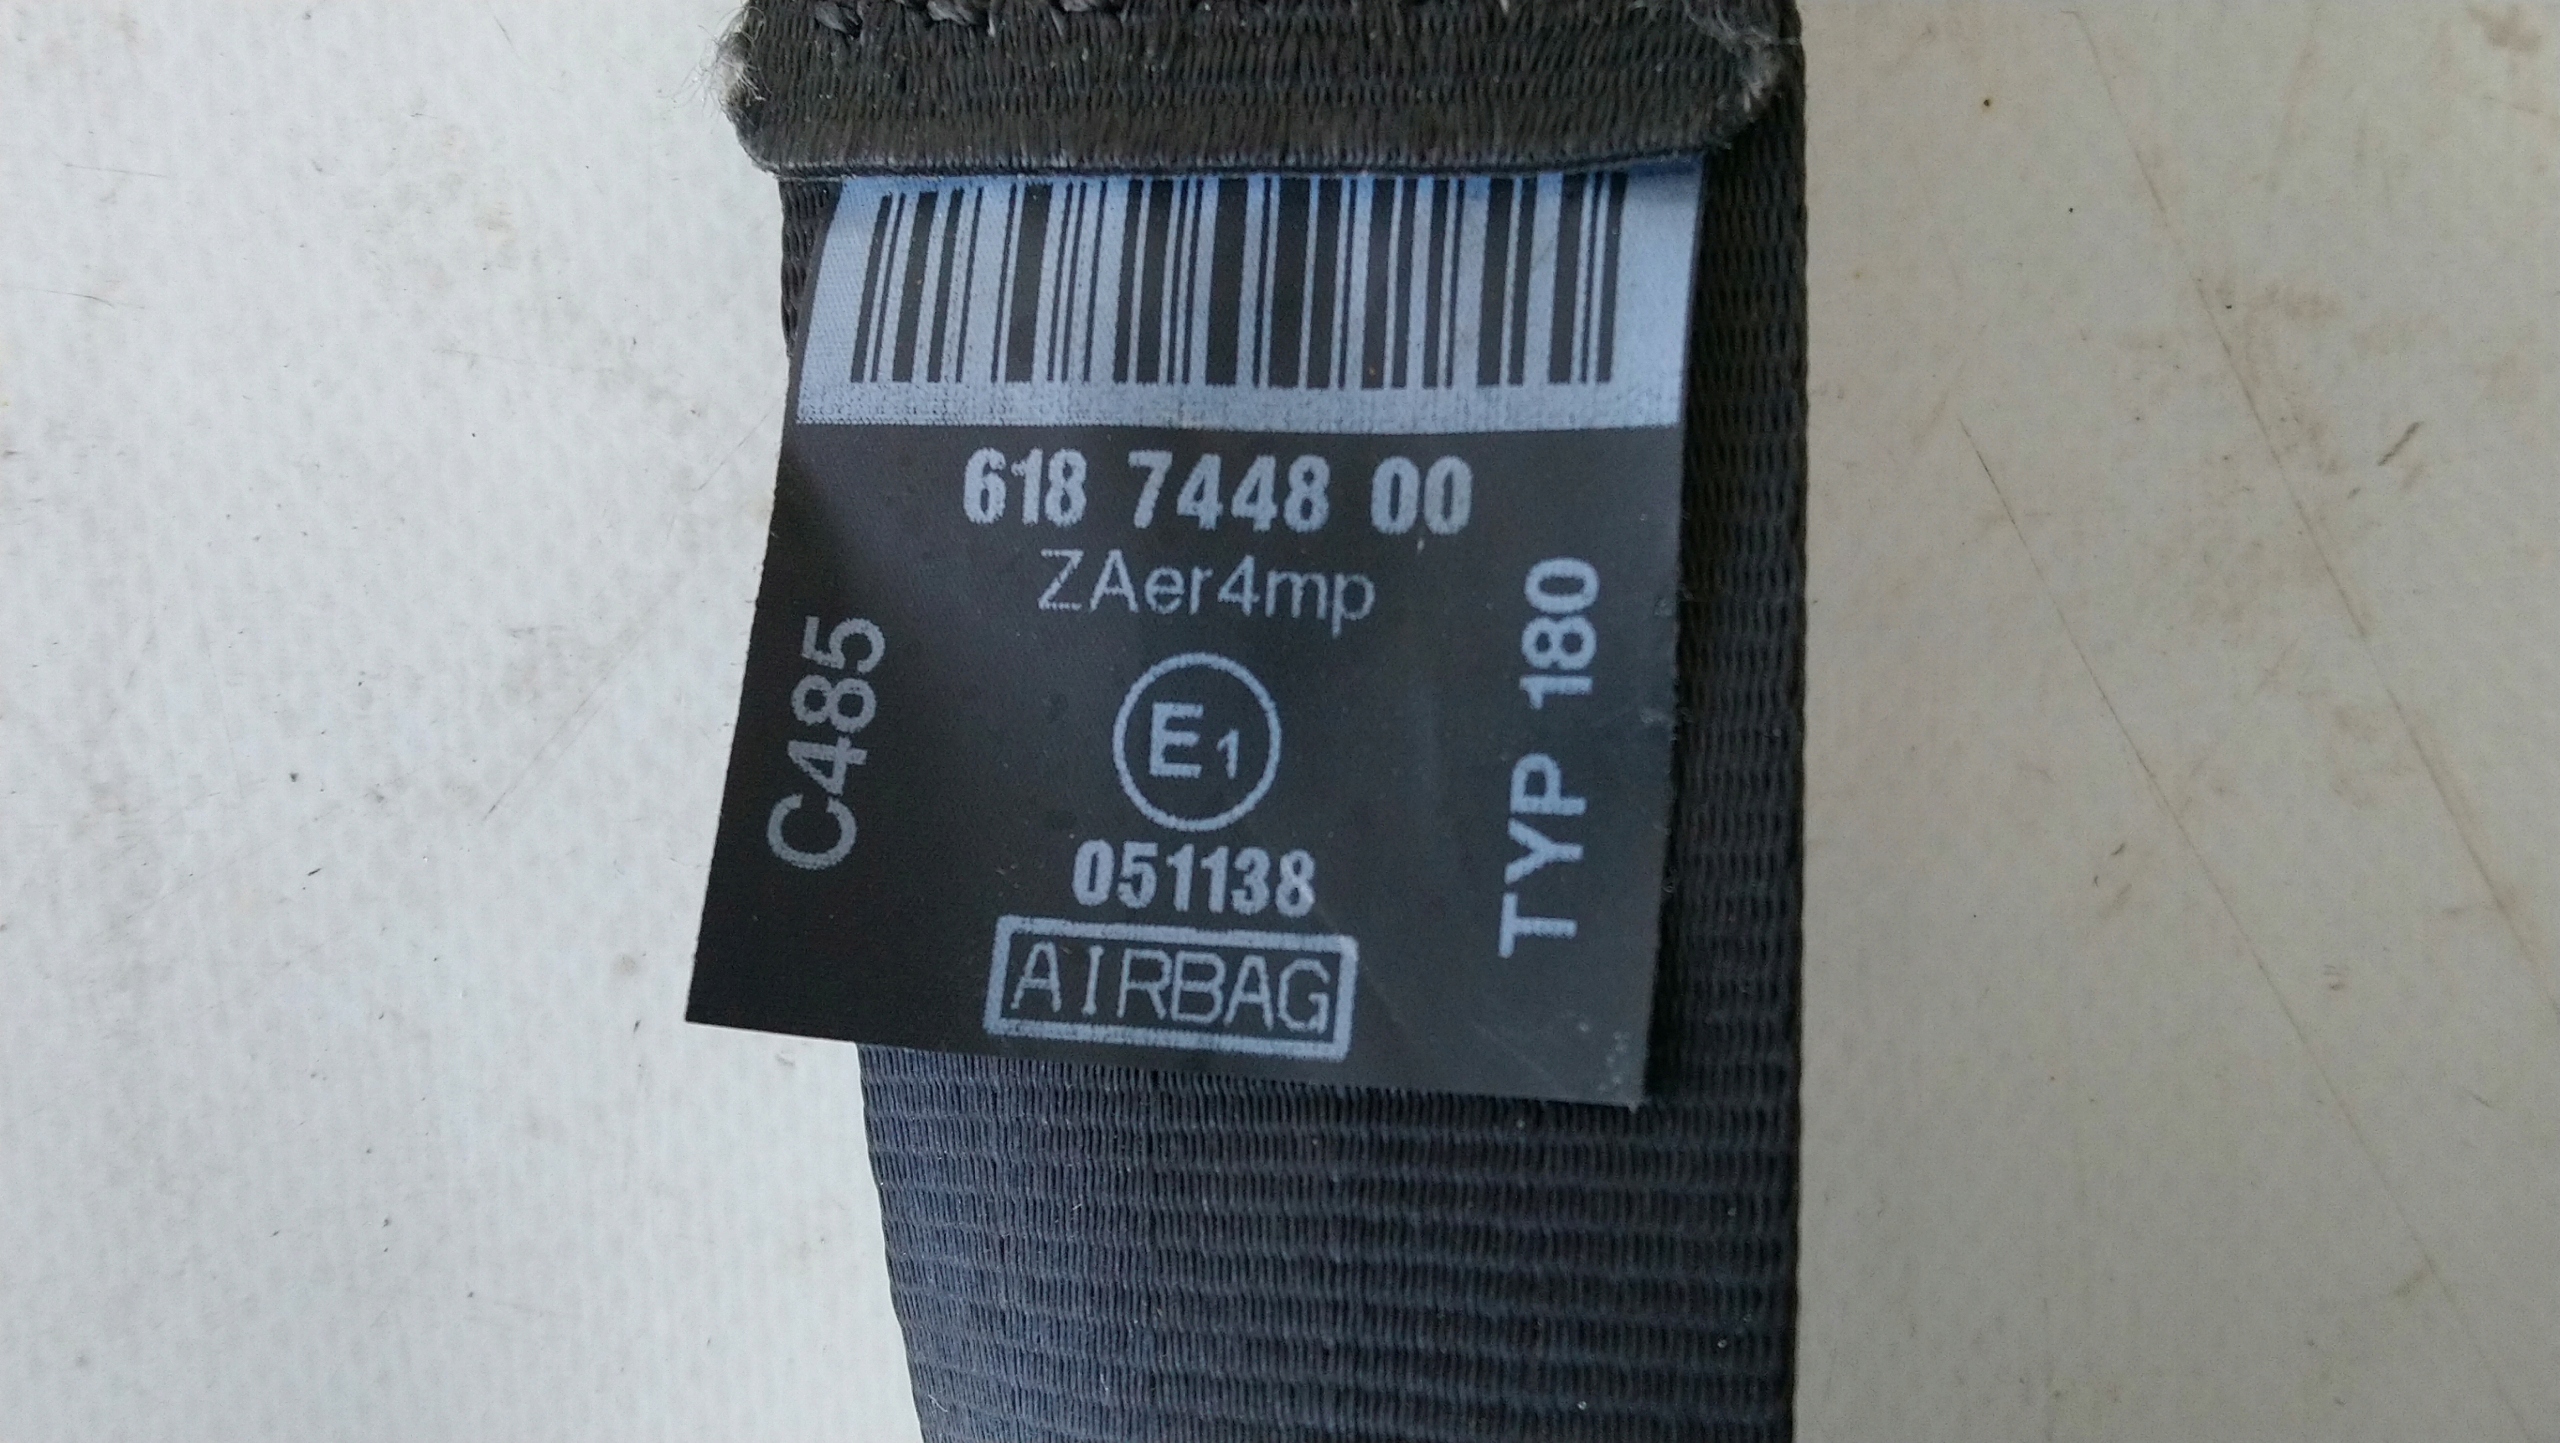 618 7448 00
ZAer4mp
C485
TYP 180
E1
051138
AIRBAG